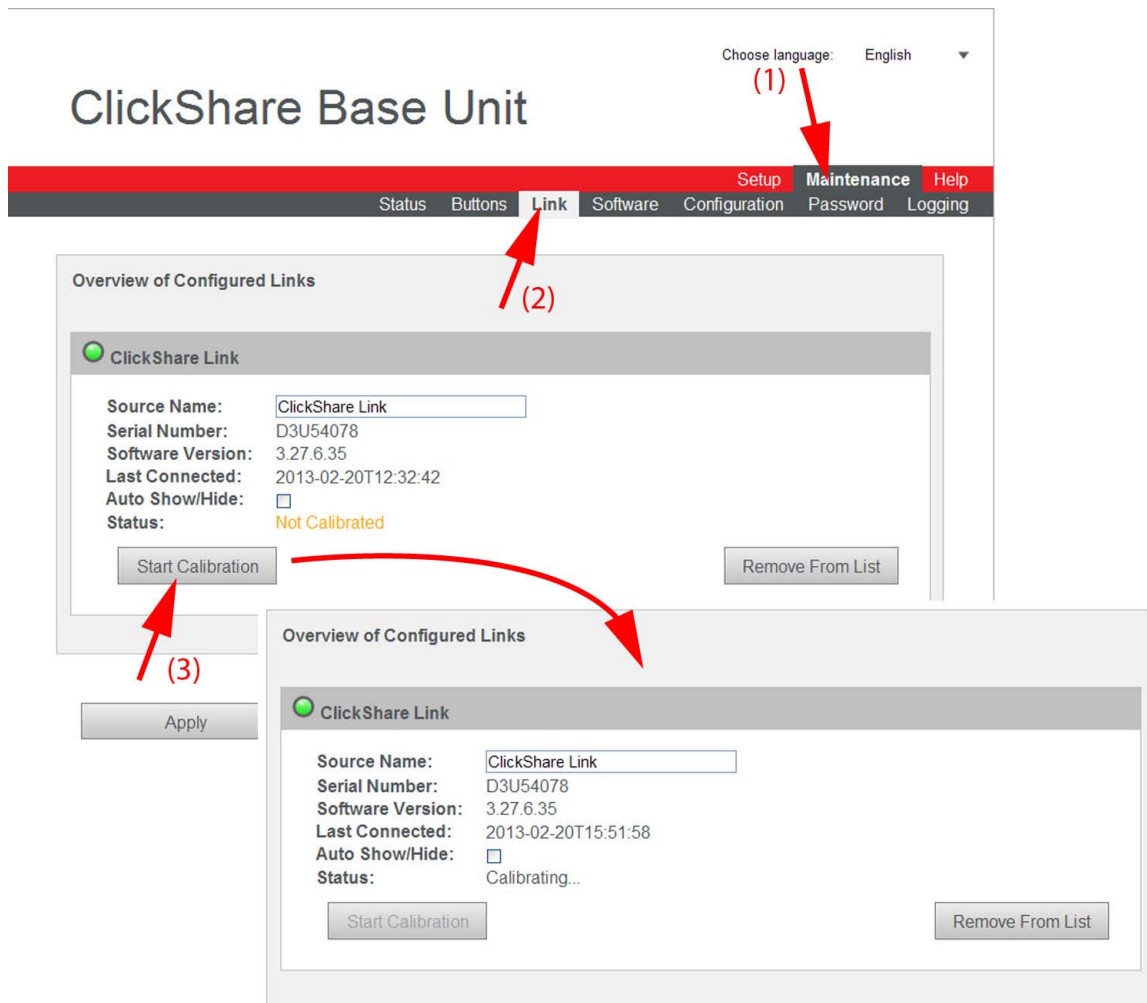 Choose language: English
(1)
ClickShare Base Unit
Setup Maintenance Help
Status Buttons Link Software Configuration Password Logging
(2)
Overview of Configured Links
ClickShare Link
Source Name: ClickShare Link
Serial Number: D3U54078
Software Version: 3.27.6.35
Last Connected: 2013-02-20T12:32:42
Auto Show/Hide:
Status: Not Calibrated
Start Calibration Remove From List
(3)
Apply
Overview of Configured Links
ClickShare Link
Source Name: ClickShare Link
Serial Number: D3U54078
Software Version: 3.27.6.35
Last Connected: 2013-02-20T15:51:58
Auto Show/Hide:
Status: Calibrating...
Start Calibration Remove From List